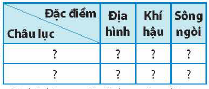 Đặc điểm
Châu lục
Địa hình
Khí hậu
Sông ngòi
? ? ? ?
? ? ? ?